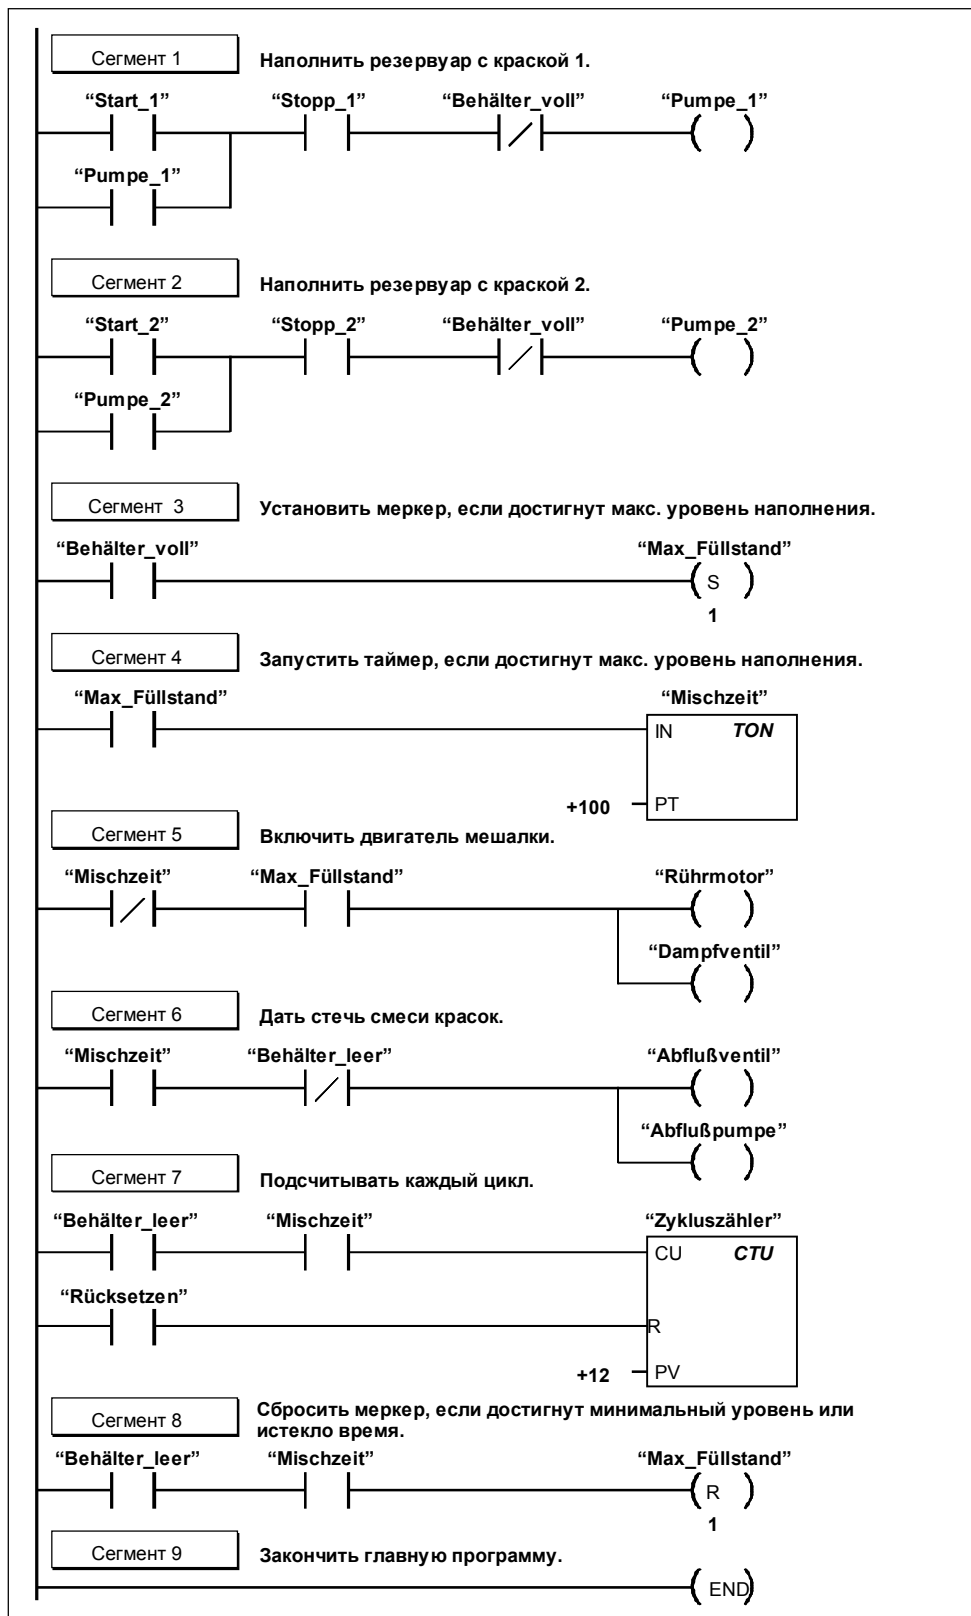 Сегмент 1
Наполнить резервуар с краской 1.
“Start_1” “Stopp_1” “Behälter_voll” “Pumpe_1”
“Pumpe_1”
Сегмент 2
Наполнить резервуар с краской 2.
“Start_2” “Stopp_2” “Behälter_voll” “Pumpe_2”
“Pumpe_2”
Сегмент 3
Установить меркер, если достигнут макс. уровень наполнения.
“Behälter_voll” “Max_Füllstand”
S
1
Сегмент 4
Запустить таймер, если достигнут макс. уровень наполнения.
“Max_Füllstand” “Mischzeit”
IN TON
+100 PT
Сегмент 5
Включить двигатель мешалки.
“Mischzeit” “Max_Füllstand” “Rührmotor”
“Dampfventil”
Сегмент 6
Дать стечь смеси красок.
“Mischzeit” “Behälter_leer” “Abflußventil”
“Abflußpumpe”
Сегмент 7
Подсчитывать каждый цикл.
“Behälter_leer” “Mischzeit” “Zykluszähler”
CU CTU
“Rücksetzen”
R
+12 PV
Сегмент 8
Сбросить меркер, если достигнут минимальный уровень или
истекло время.
“Behälter_leer” “Mischzeit” “Max_Füllstand”
R
1
Сегмент 9
Закончить главную программу.
END